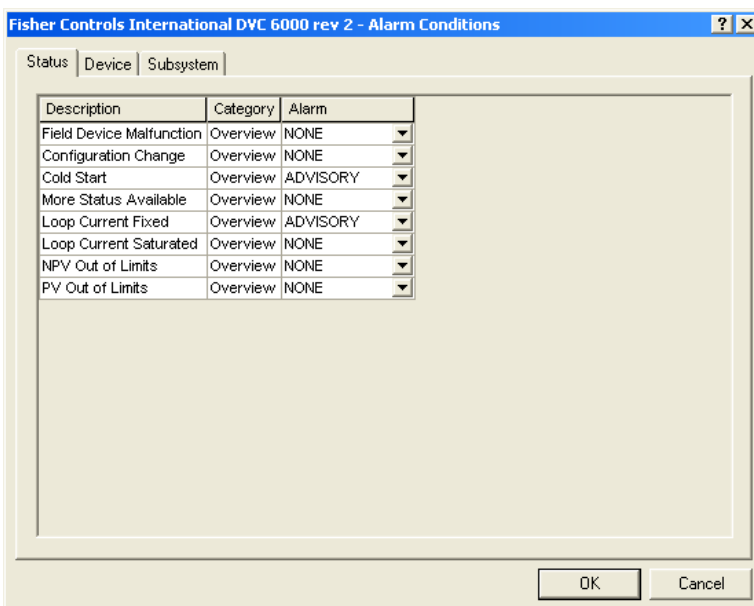 Fisher Controls International DVC 6000 rev 2 - Alarm Conditions
Status Device Subsystem
Description Category Alarm
Field Device Malfunction Overview NONE
Configuration Change Overview NONE
Cold Start Overview ADVISORY
More Status Available Overview NONE
Loop Current Fixed Overview ADVISORY
Loop Current Saturated Overview NONE
NPV Out of Limits Overview NONE
PV Out of Limits Overview NONE
OK Cancel